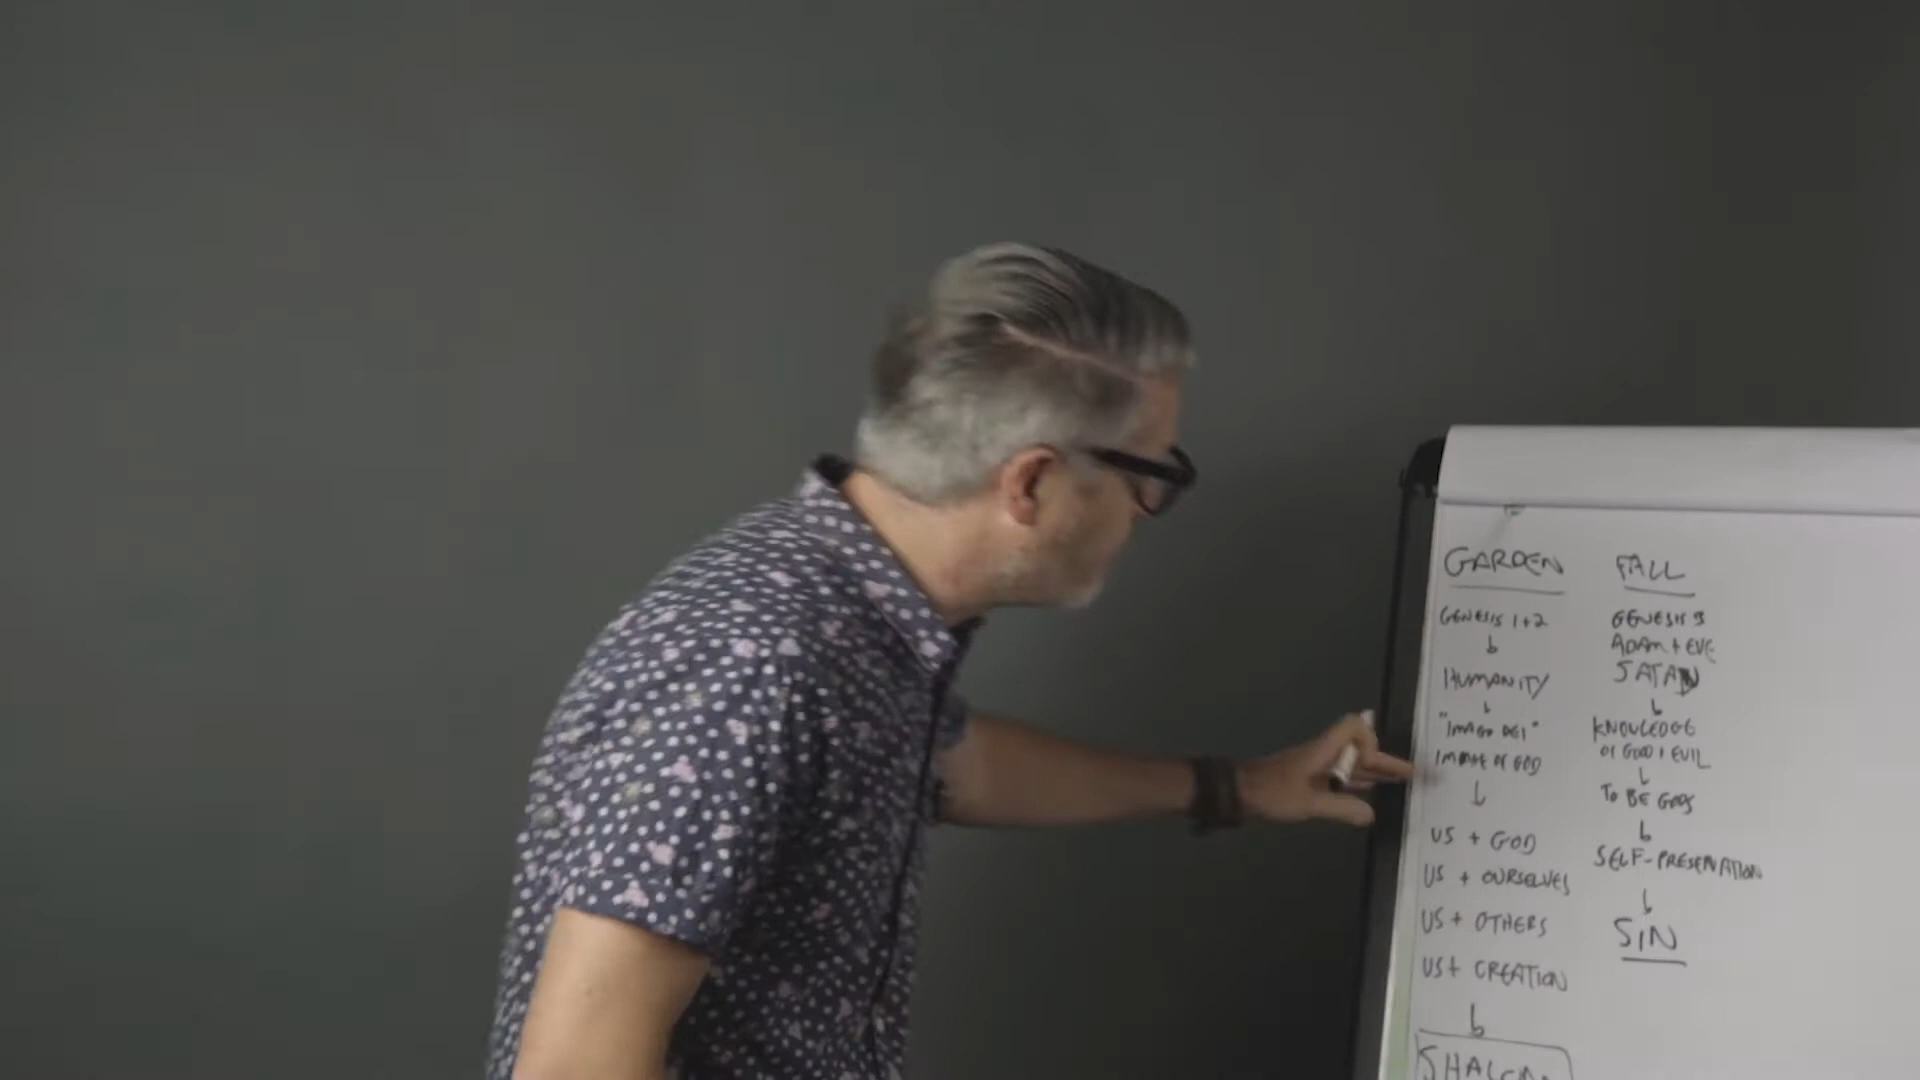 GARDEN
GENESIS 1+2
HUMANITY
"IMAGO DEI"
IMAGE OF GOD
US + GOD
US + OURSELVES
US + OTHERS
US + CREATION
SHALOM
FALL
GENESIS 3
ADAM + EVE
SATAN
KNOWLEDGE
OF GOOD + EVIL
TO BE GODS
SELF-PRESERVATION
SIN